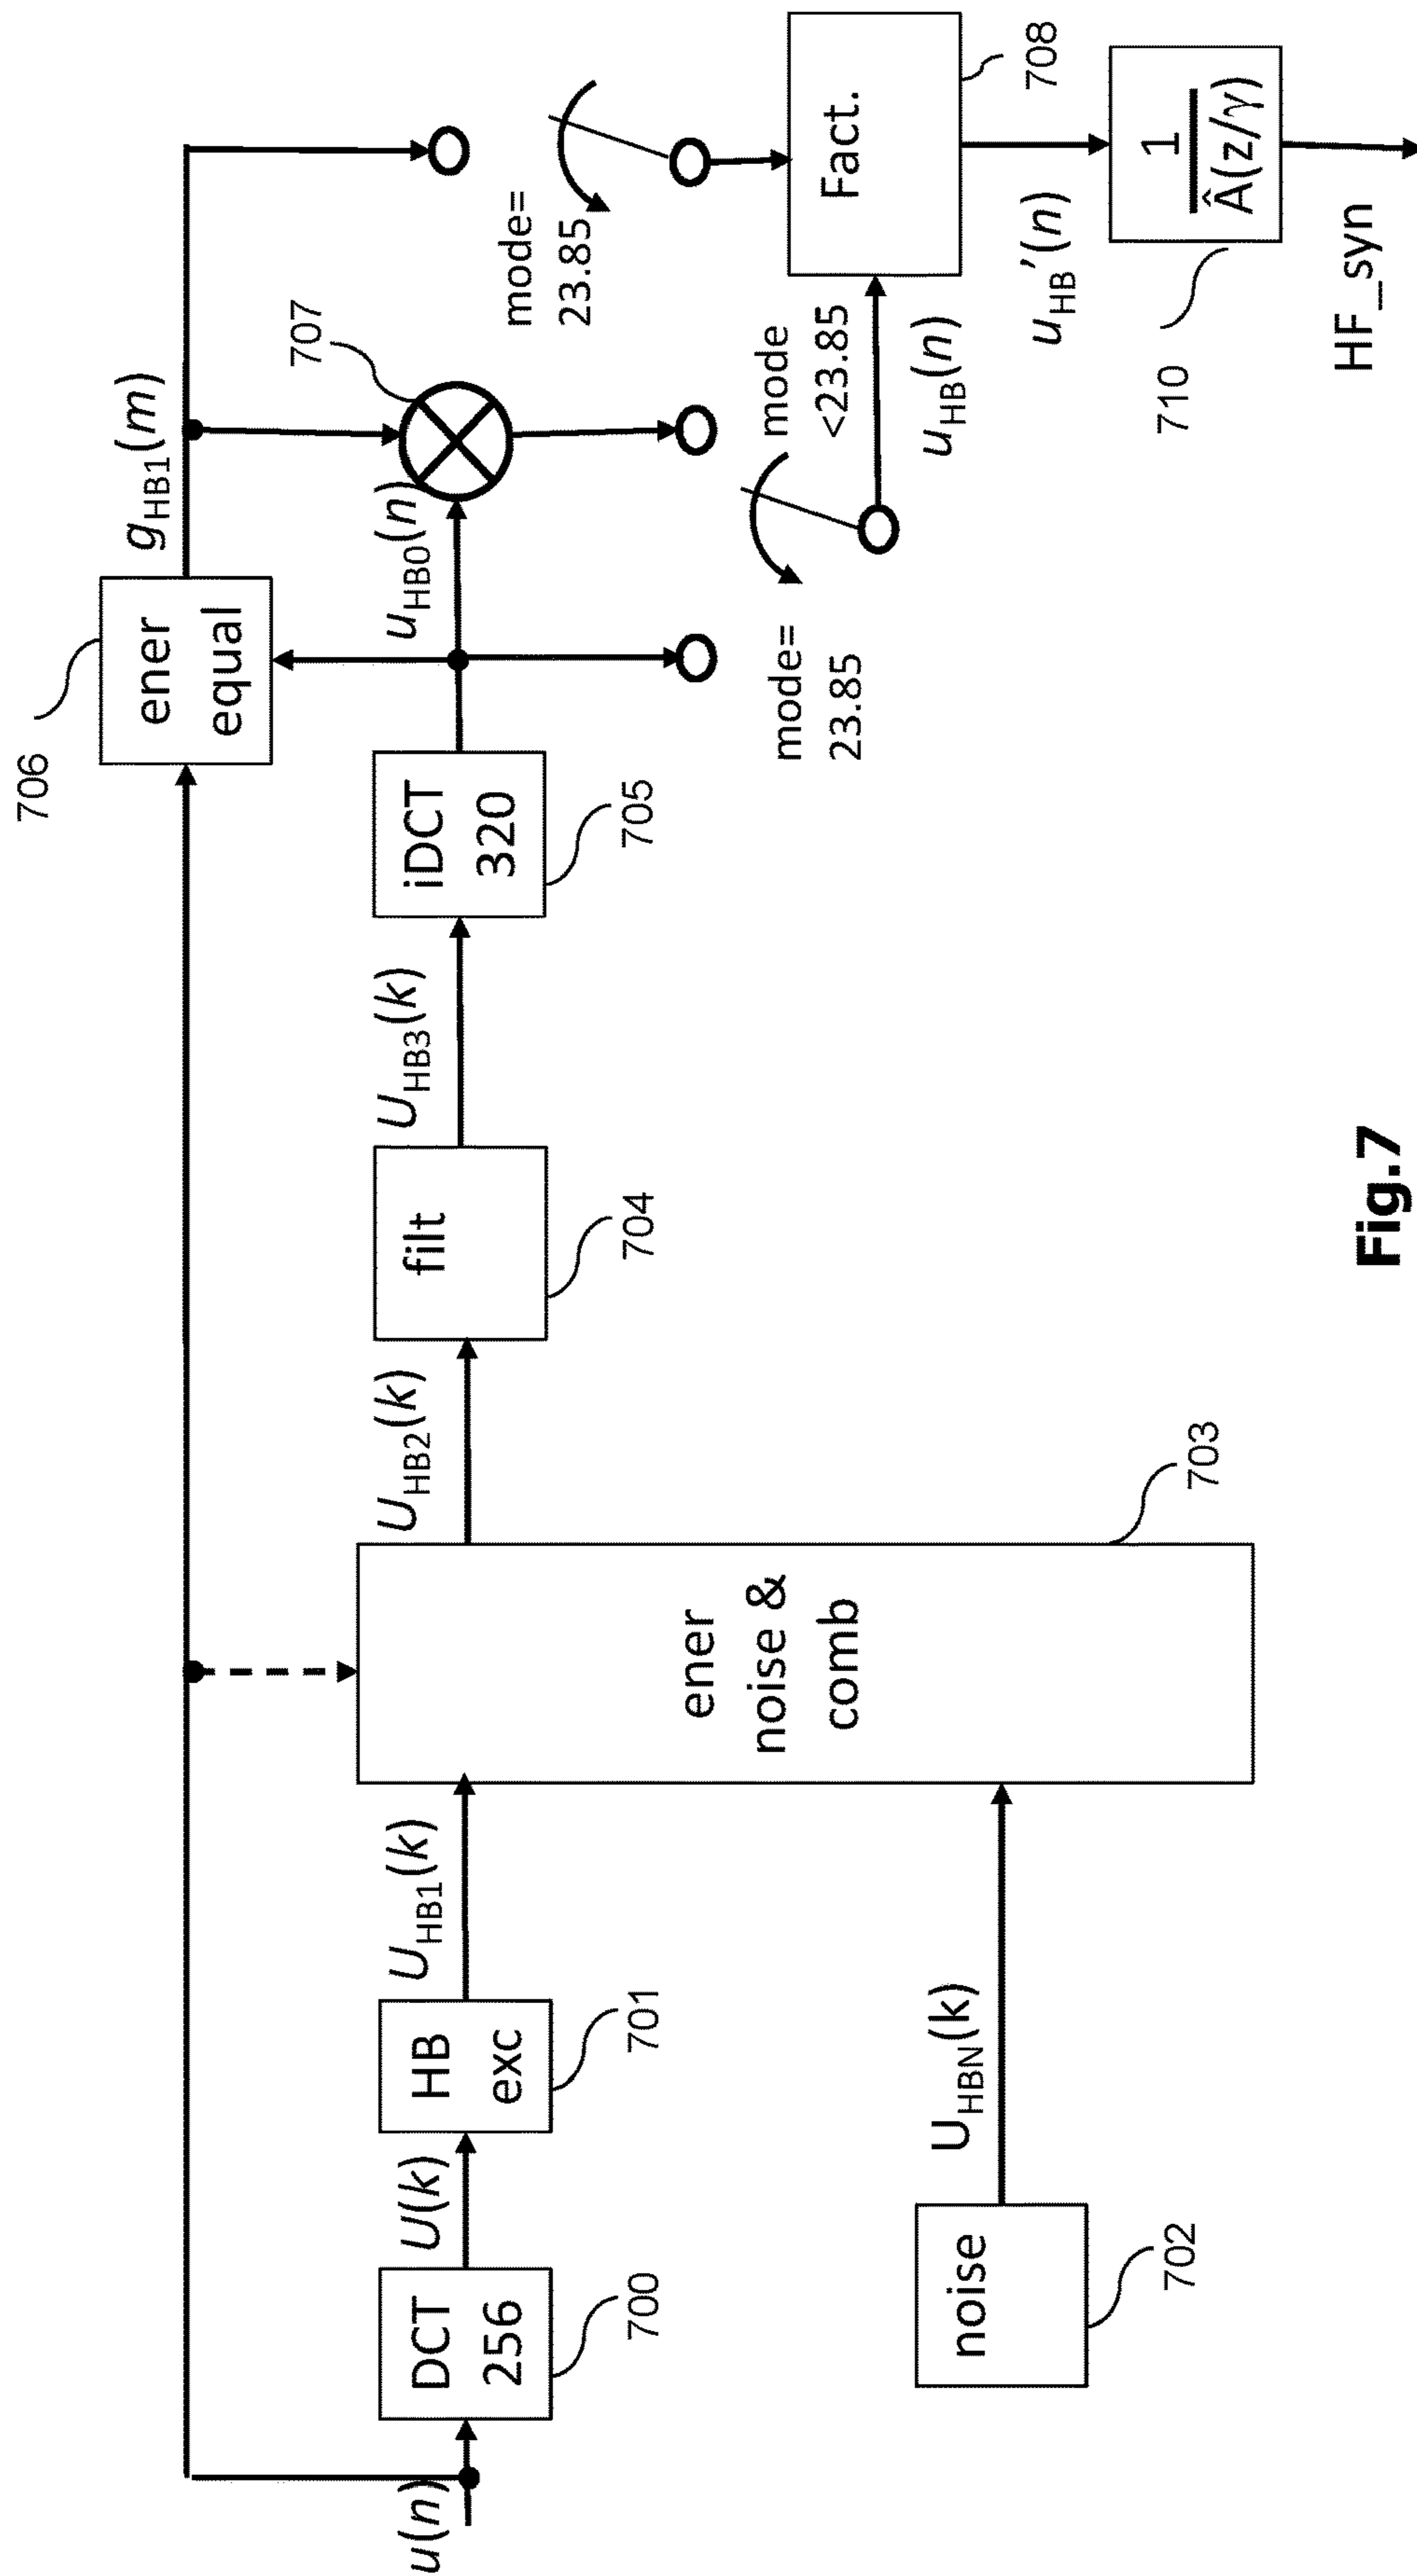 706
ener
equal
g_HB1(m)
707
mode=
23.85
u(n)
DCT
256
700
U(k)
HB
exc
701
U_HB1(k)
ener
noise &
comb
703
U_HB2(k)
filt
704
U_HB3(k)
iDCT
320
705
u_HB0(n)
mode=
23.85
mode
<23.85
u_HB(n)
Fact.
708
u_HB'(n)
1
Â(z/γ)
710
HF_syn
noise
702
U_HBN(k)
Fig.7